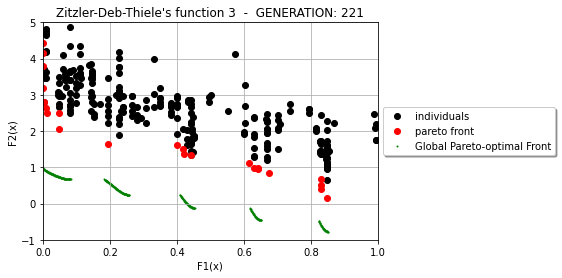 Zitzler-Deb-Thiele's function 3  -  GENERATION: 221
5
4
3
2
1
0
−1
F2(x)
0.0 0.2 0.4 0.6 0.8 1.0
F1(x)
individuals
pareto front
Global Pareto-optimal Front